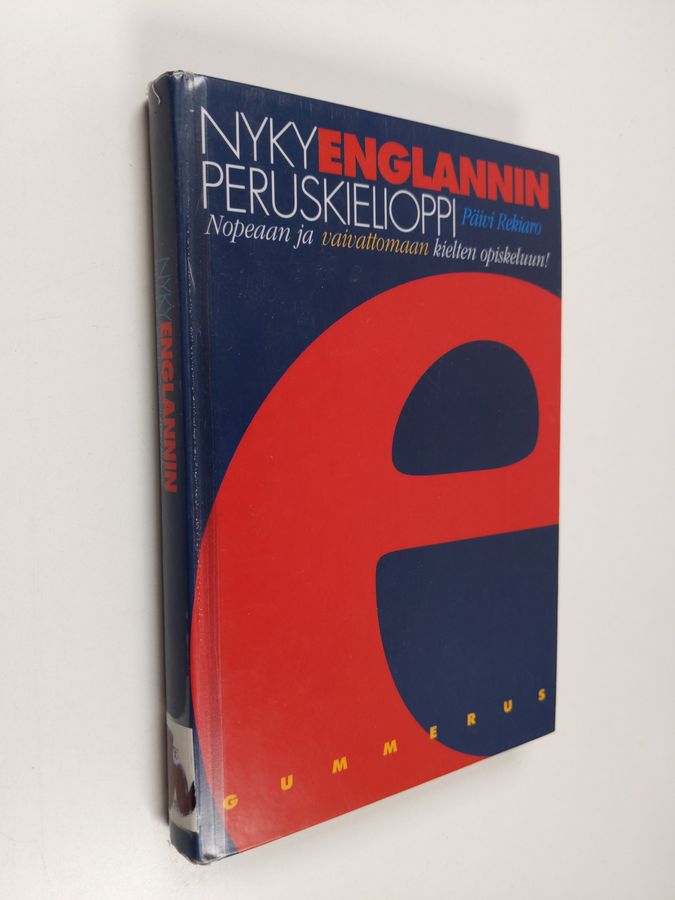 NYKYENGLANNIN
PERUSKIELIOPPI
Päivi Rekiaro
Nopeaan ja vaivattomaan kielten opiskeluun!
e
GUMMERUS
NYKYENGLANNIN